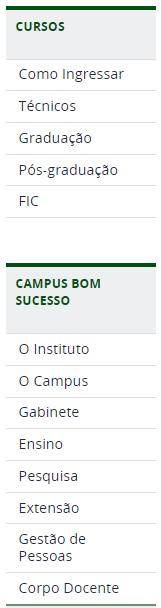 CURSOS
Como Ingressar
Técnicos
Graduação
Pós-graduação
FIC
CAMPUS BOM
SUCESSO
O Instituto
O Campus
Gabinete
Ensino
Pesquisa
Extensão
Gestão de
Pessoas
Corpo Docente